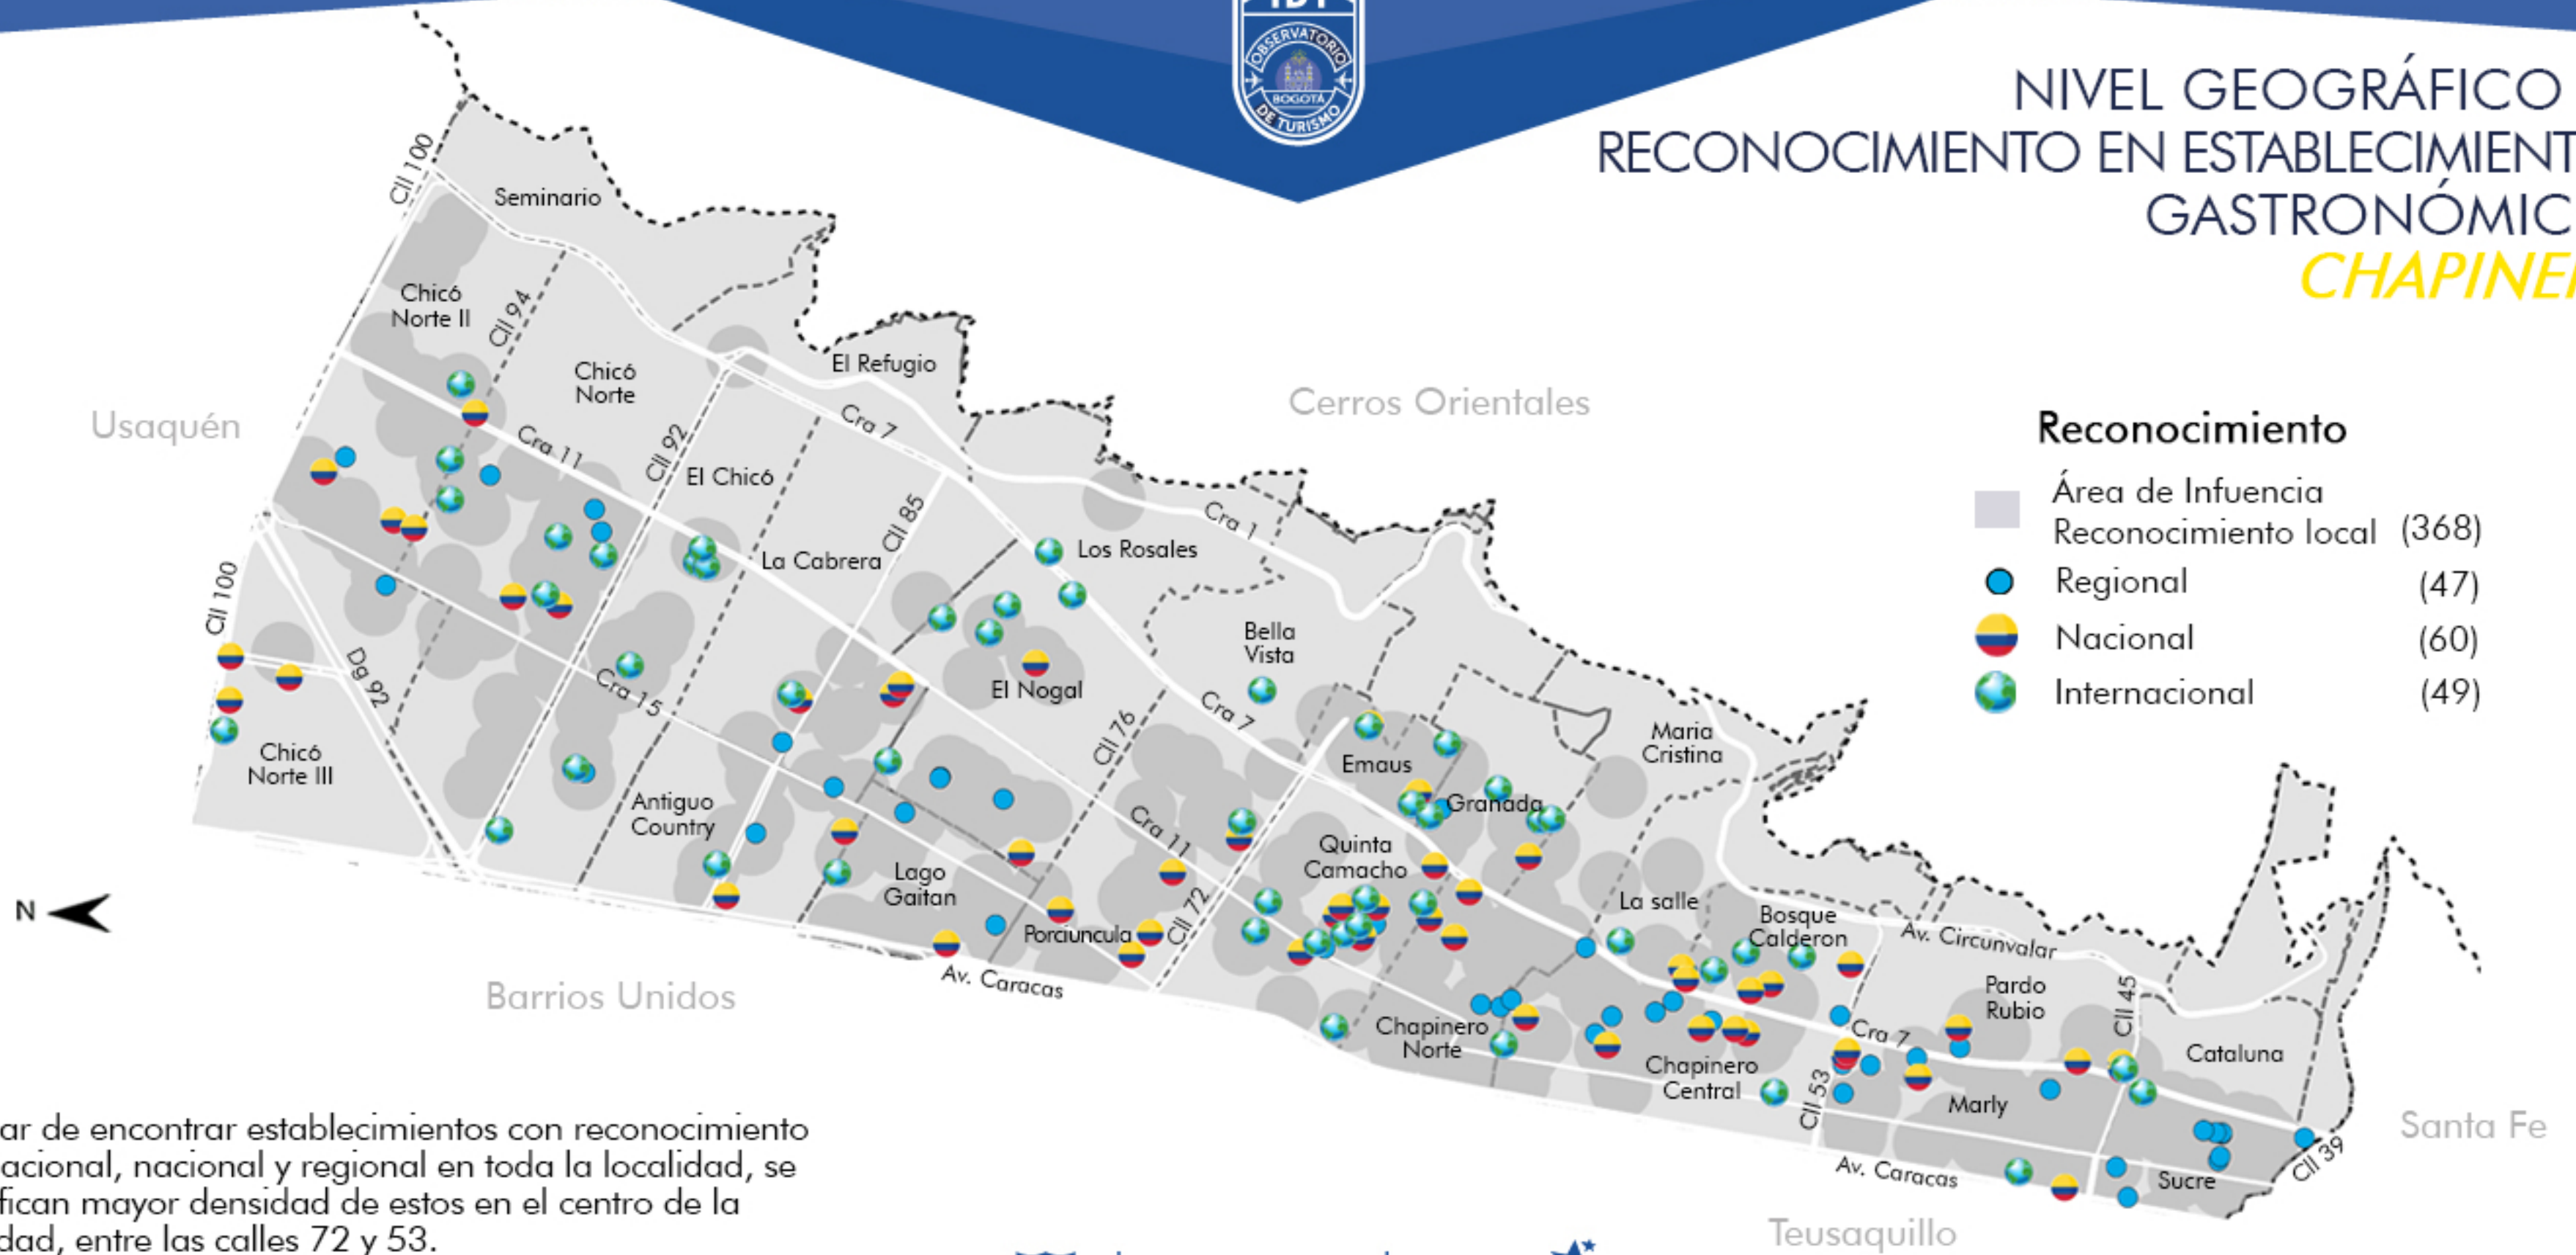 IDT
OBSERVATORIO
BOGOTÁ
DE TURISMO
NIVEL GEOGRÁFICO
RECONOCIMIENTO EN ESTABLECIMIENT
GASTRONÓMIC
CHAPINE
Cll 100
Seminario
Chicó
Norte II
Cll 94
Chicó
Norte
El Refugio
Cra 7
Cerros Orientales
Usaquén
Cra 11
Cll 92
El Chicó
Cll 85
La Cabrera
Los Rosales
Cra 1
Reconocimiento
Área de Infuencia
Reconocimiento local (368)
Regional (47)
Nacional (60)
Internacional (49)
Cll 100
Dg 92
Cra 15
El Nogal
Bella
Vista
Cll 76
Cra 7
Maria
Cristina
Chicó
Norte III
Emaus
Granada
Antiguo
Country
Cra 11
Quinta
Camacho
Lago
Gaitan
La salle
Bosque
Calderon
N
Porciuncula
Cll 72
Av. Circunvalar
Barrios Unidos
Av. Caracas
Pardo
Rubio
Cll 45
Chapinero
Norte
Cra 7
Cataluna
Chapinero
Central
Cll 53
Marly
Santa Fe
Cll 39
Av. Caracas
Sucre
Teusaquillo
ar de encontrar establecimientos con reconocimiento
acional, nacional y regional en toda la localidad, se
fican mayor densidad de estos en el centro de la
dad, entre las calles 72 y 53.